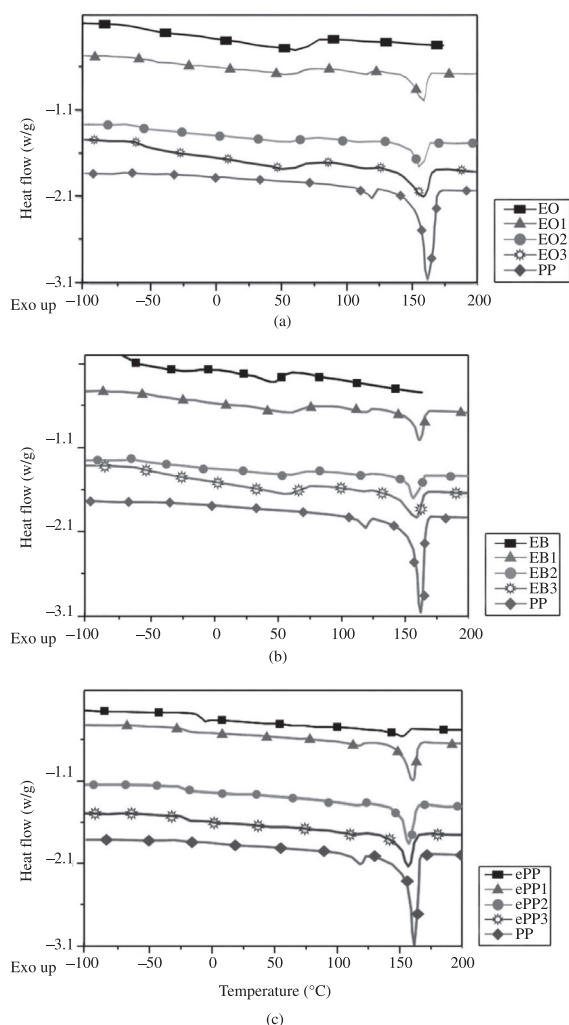 Heat flow (w/g)
−1.1
−2.1
−3.1
Exo up
−100 −50 0 50 100 150 200
(a)
EO
EO1
EO2
EO3
PP
Heat flow (w/g)
−1.1
−2.1
−3.1
Exo up
−100 −50 0 50 100 150 200
(b)
EB
EB1
EB2
EB3
PP
Heat flow (w/g)
−1.1
−2.1
−3.1
Exo up
−100 −50 0 50 100 150 200
Temperature (°C)
(c)
ePP
ePP1
ePP2
ePP3
PP